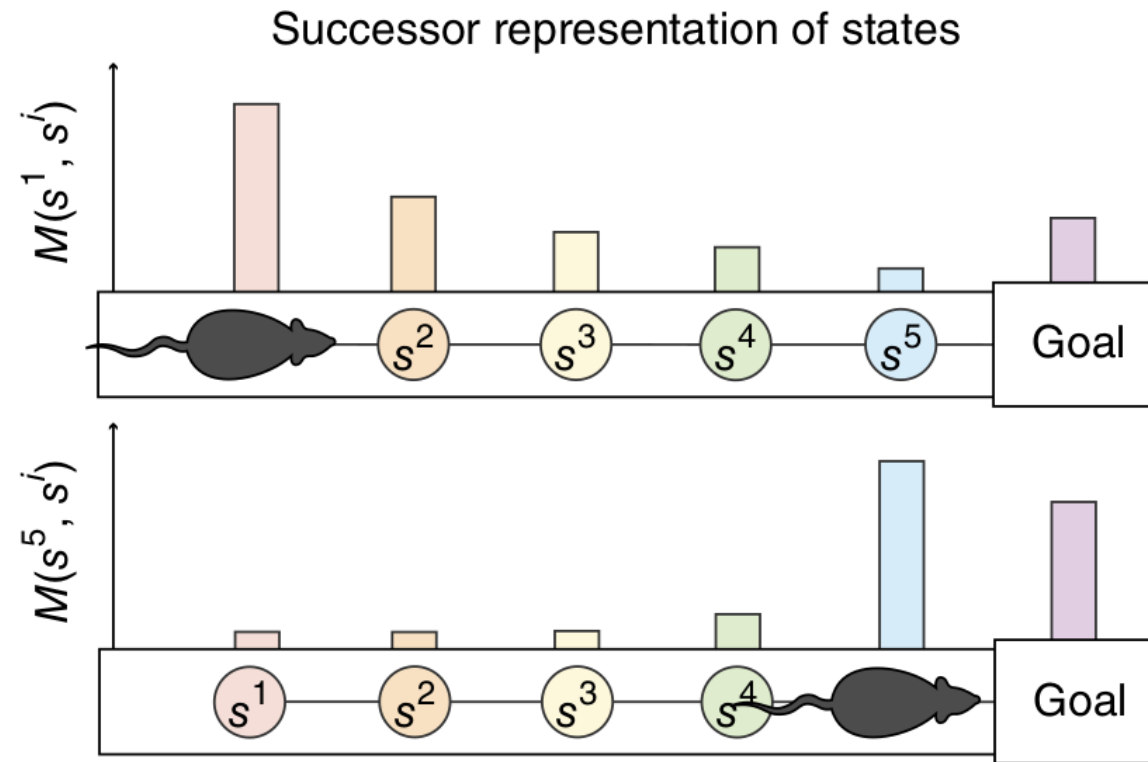 Successor representation of states
M(s¹, sⁱ)
s² s³ s⁴ s⁵ Goal
M(s⁵, sⁱ)
s¹ s² s³ s⁴ Goal